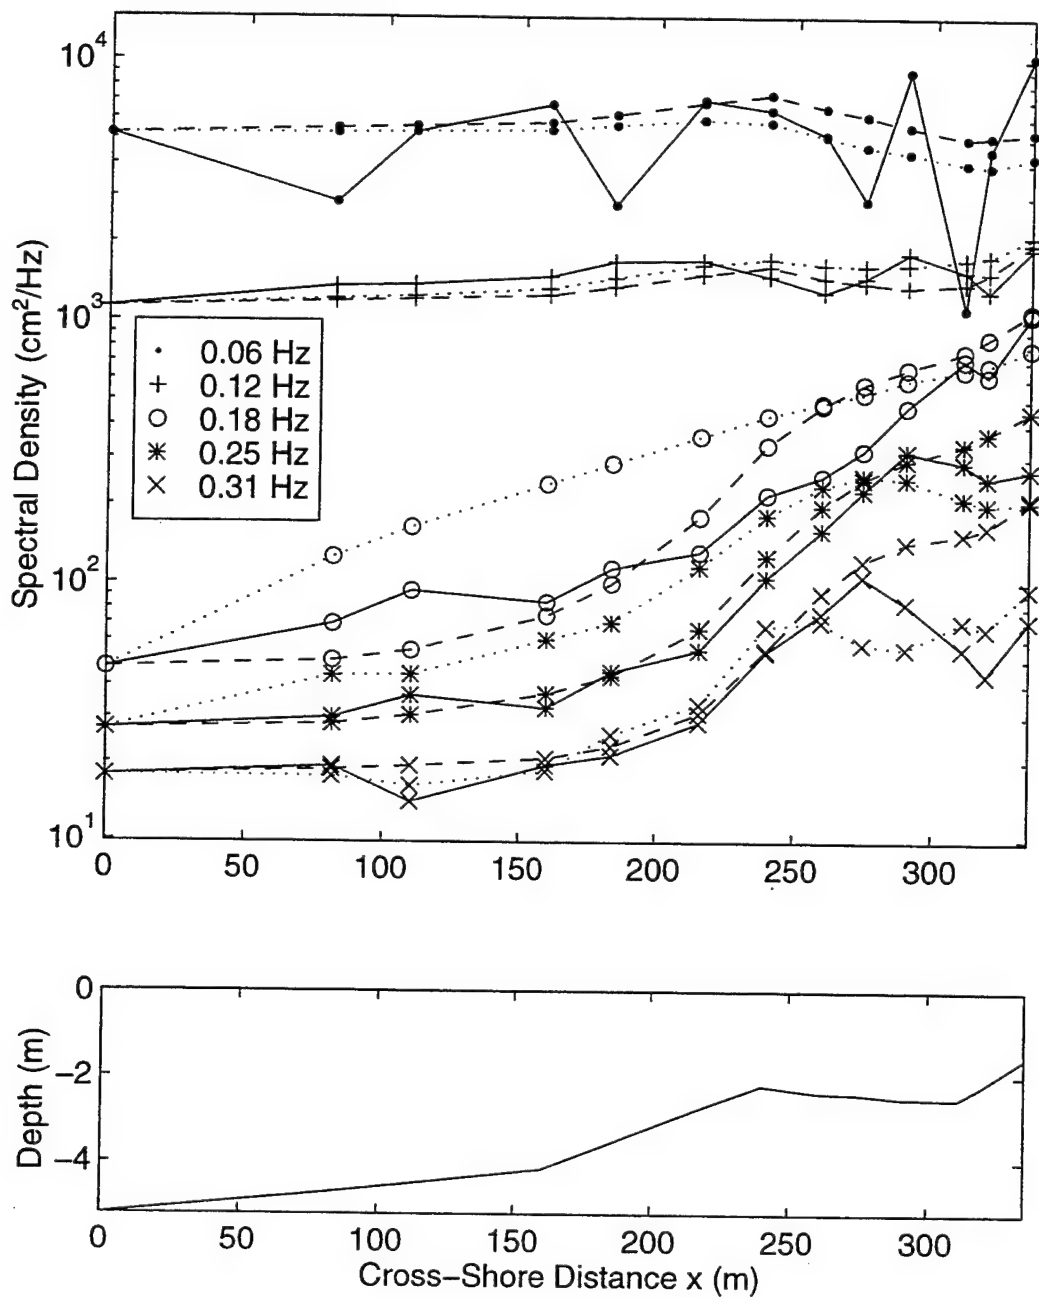 10^4
10^3
10^2
10^1
Spectral Density (cm^2/Hz)
0.06 Hz
0.12 Hz
0.18 Hz
0.25 Hz
0.31 Hz
0 50 100 150 200 250 300
0
−2
−4
Depth (m)
0 50 100 150 200 250 300
Cross−Shore Distance x (m)